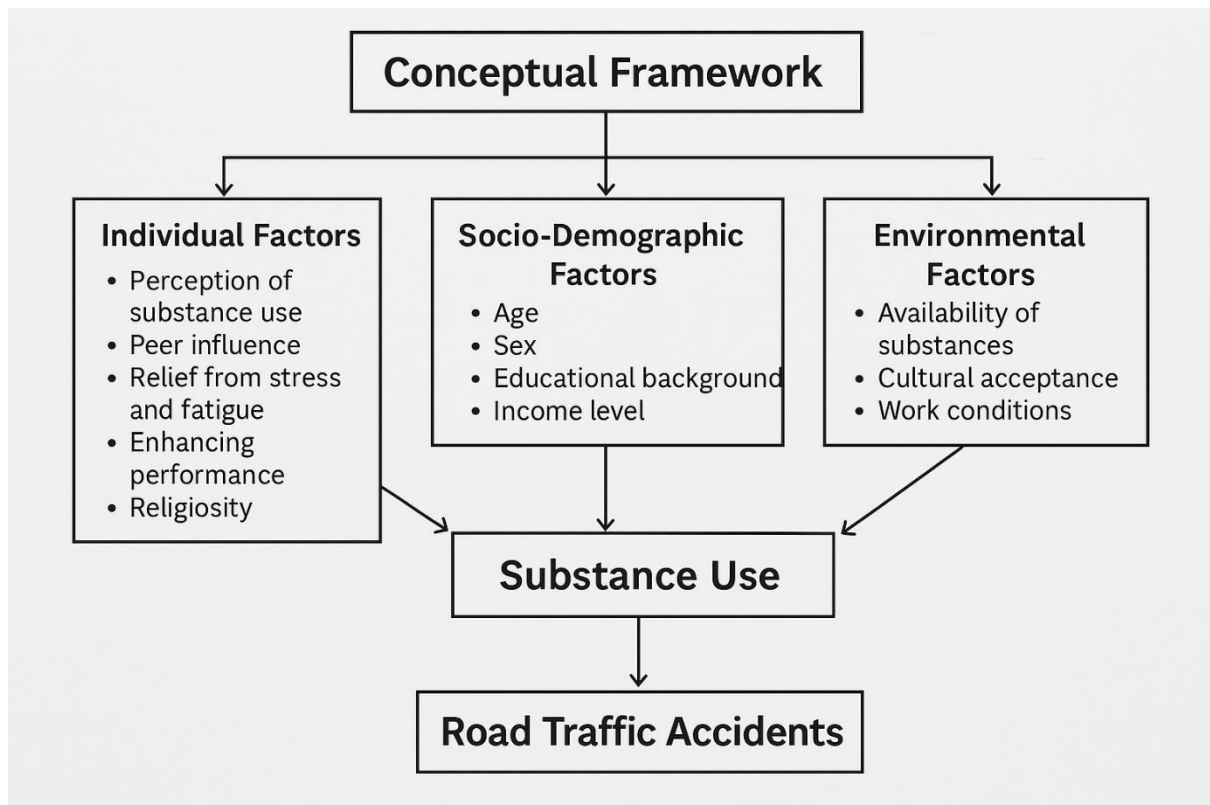 Conceptual Framework
Individual Factors
• Perception of
substance use
• Peer influence
• Relief from stress
and fatigue
• Enhancing
performance
• Religiosity
Socio-Demographic
Factors
• Age
• Sex
• Educational background
• Income level
Environmental
Factors
• Availability of
substances
• Cultural acceptance
• Work conditions
Substance Use
Road Traffic Accidents